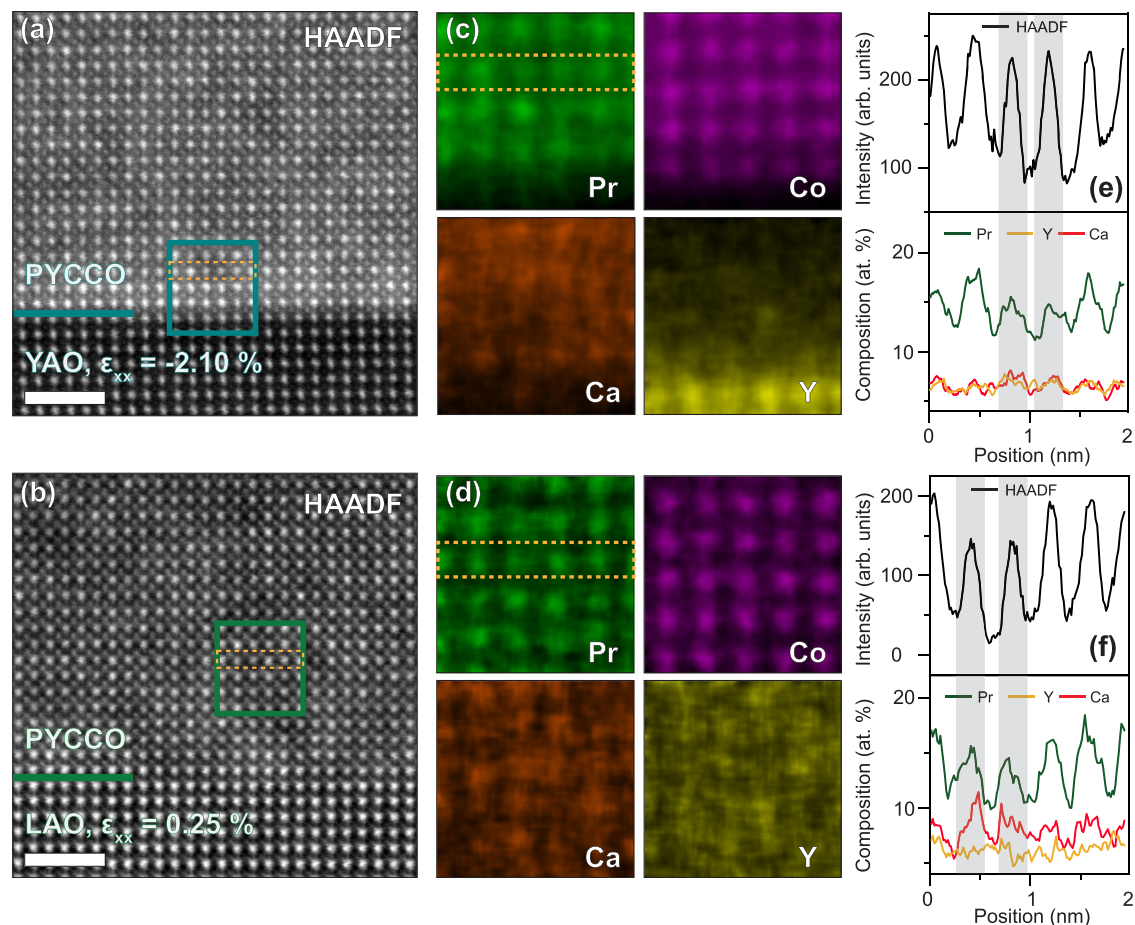 (a)
HAADF
PYCCO
YAO, εxx = -2.10 %
(c)
Pr
Co
Ca
Y
HAADF
200
100
Intensity (arb. units)
(e)
Pr Y Ca
20
10
Composition (at. %)
0 1 2
Position (nm)
(b)
HAADF
PYCCO
LAO, εxx = 0.25 %
(d)
Pr
Co
Ca
Y
HAADF
200
100
0
Intensity (arb. units)
(f)
Pr Y Ca
20
10
Composition (at. %)
0 1 2
Position (nm)